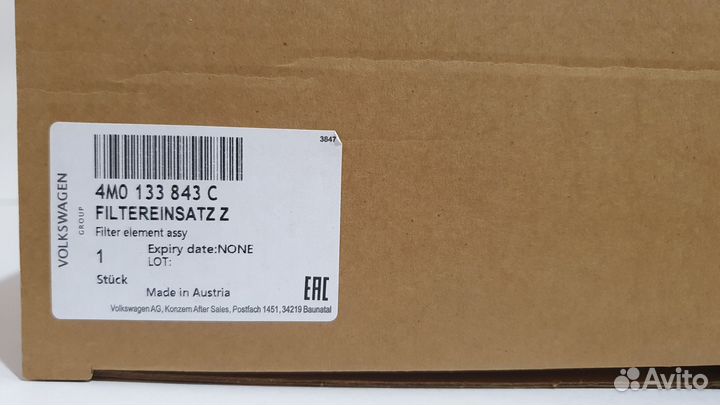 3847
VOLKSWAGEN
GROUP
4M0 133 843 C
FILTEREINSATZ Z
Filter element assy
1
Expiry date:NONE
LOT:
Stück
Made in Austria
EAC
Volkswagen AG, Konzern After Sales, Postfach 1451, 34219 Baunatal
Avito